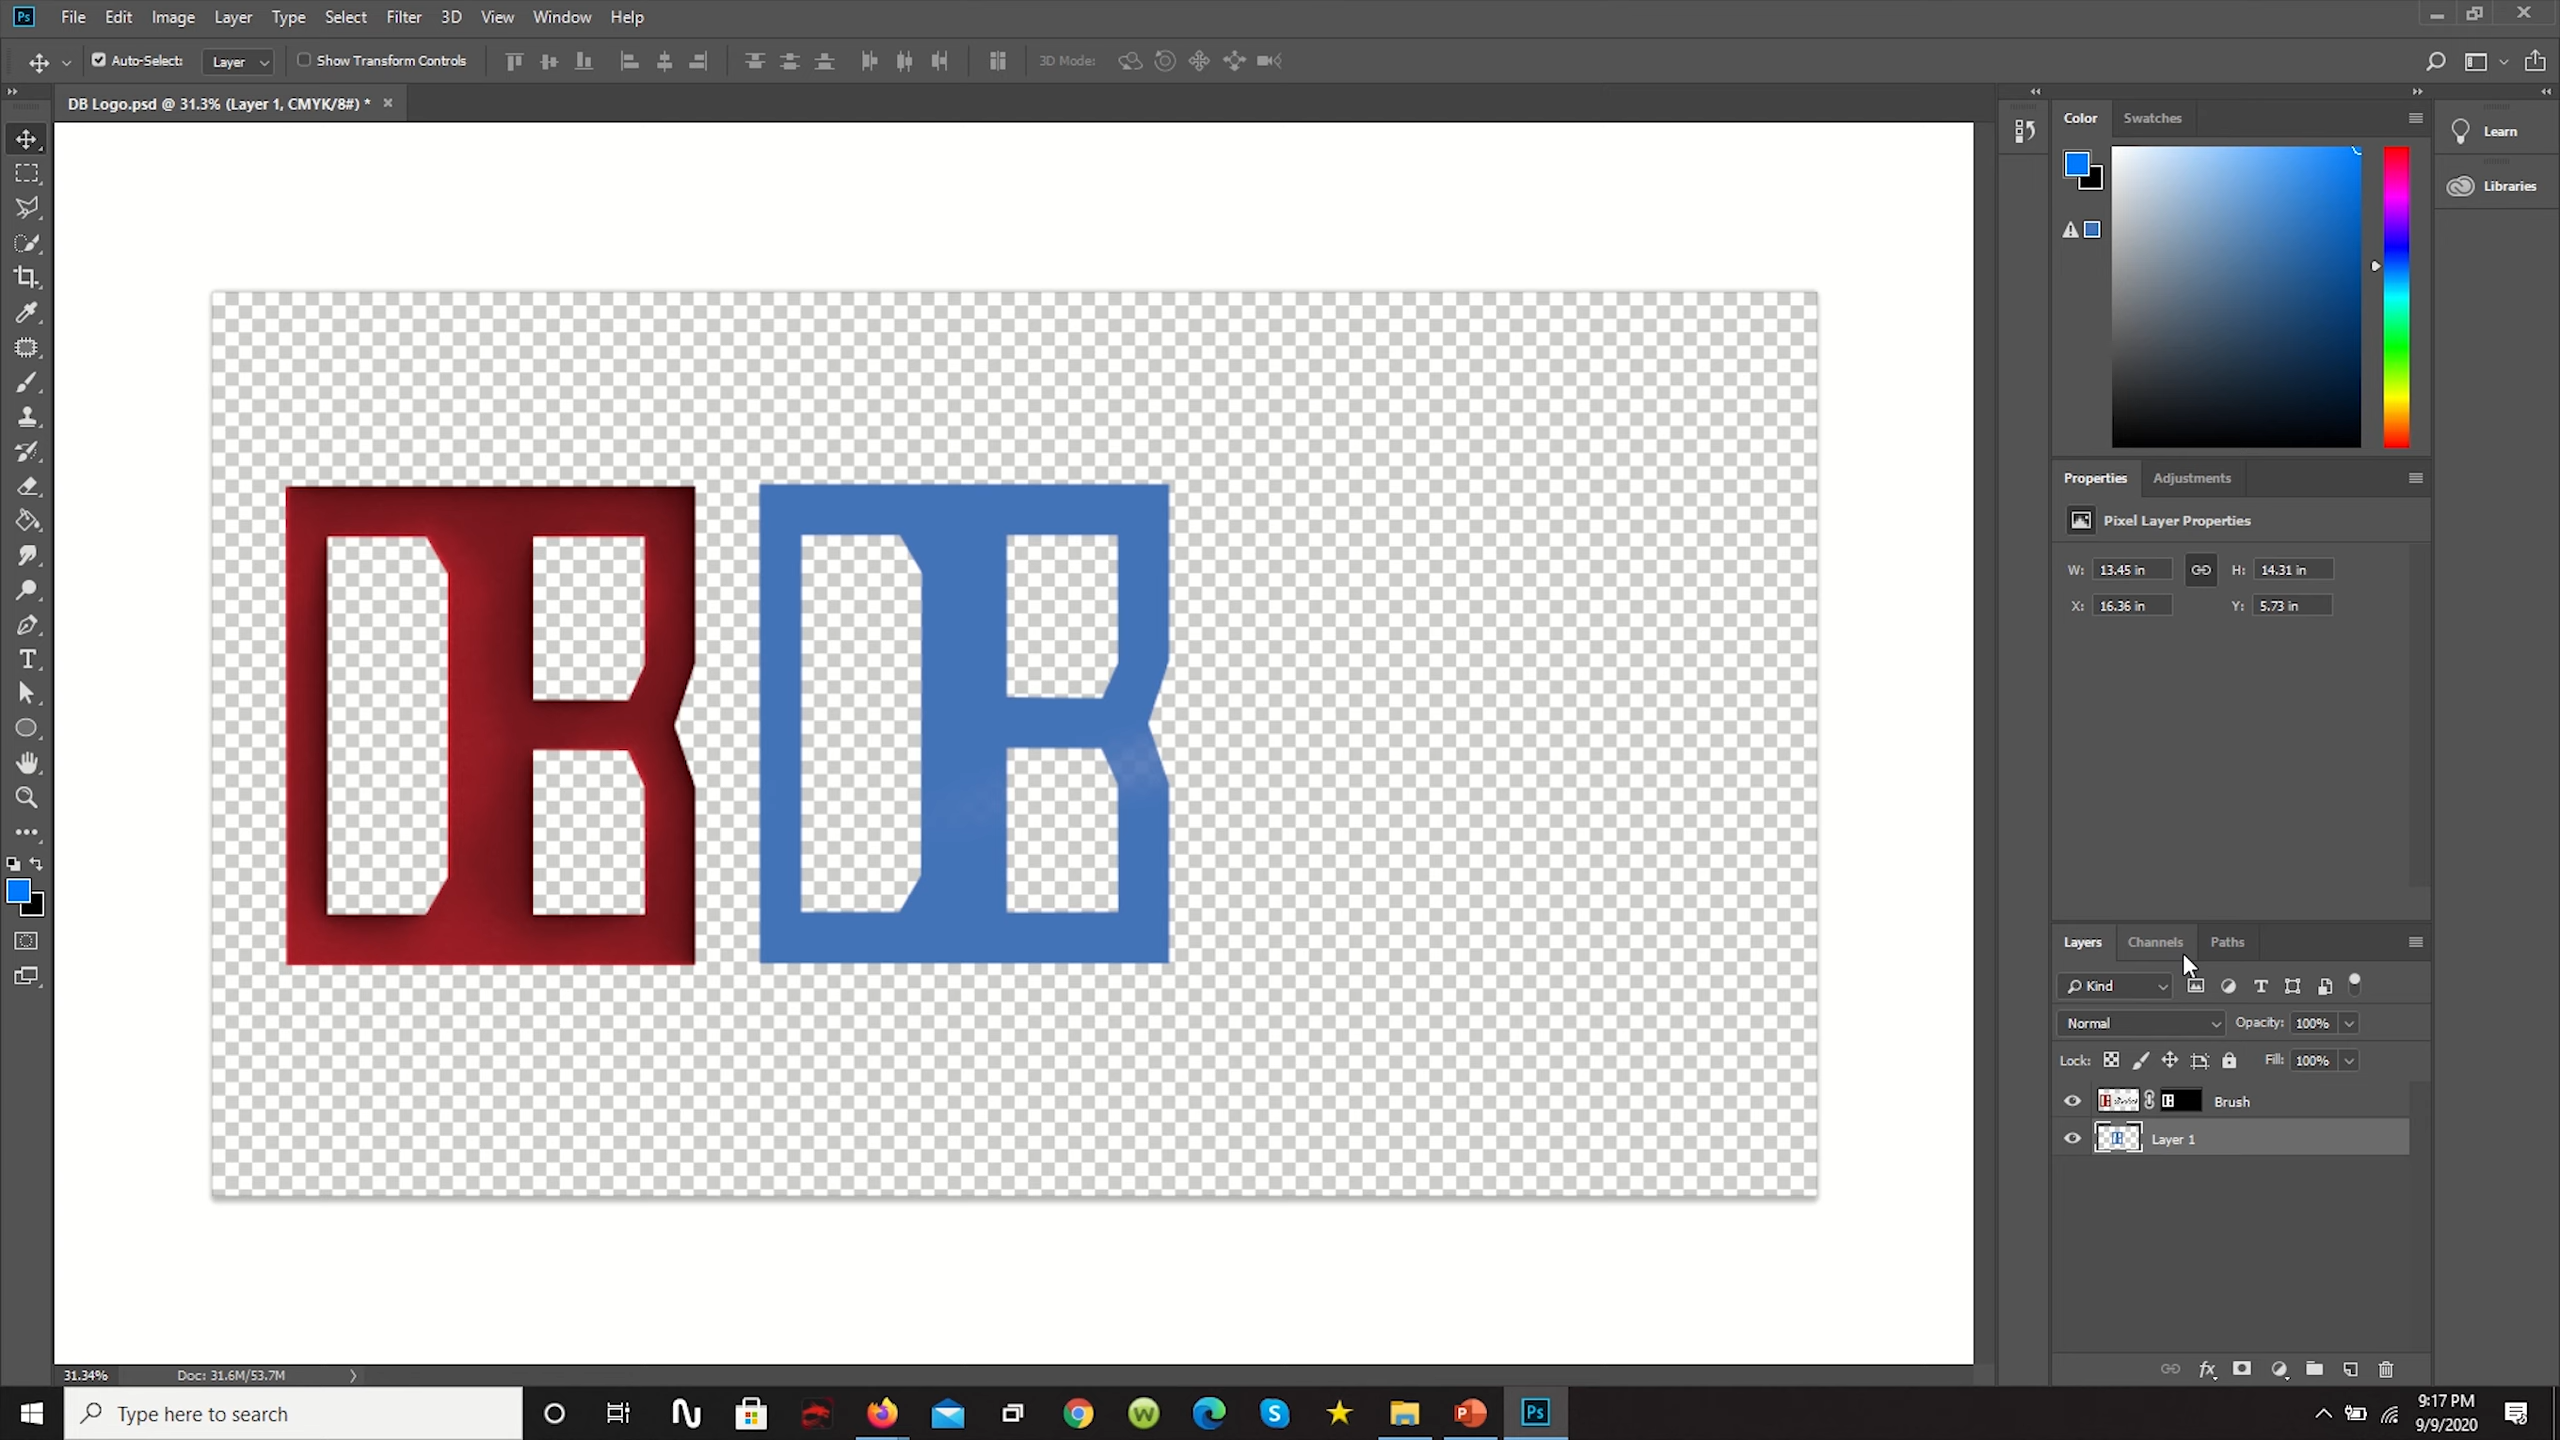 Ps File Edit Image Layer Type Select Filter 3D View Window Help
Auto-Select: Layer Show Transform Controls 3D Mode:
DB Logo.psd @ 31.3% (Layer 1, CMYK/8#) * ×
Color Swatches
Learn
Libraries
Properties Adjustments
Pixel Layer Properties
W: 13.45 in H: 14.31 in
X: 16.36 in Y: 5.73 in
DB DB
Layers Channels Paths
Kind
Normal Opacity: 100%
Lock: Fill: 100%
Brush
Layer 1
31.34% Doc: 31.6M/53.7M
Type here to search
9:17 PM
9/9/2020